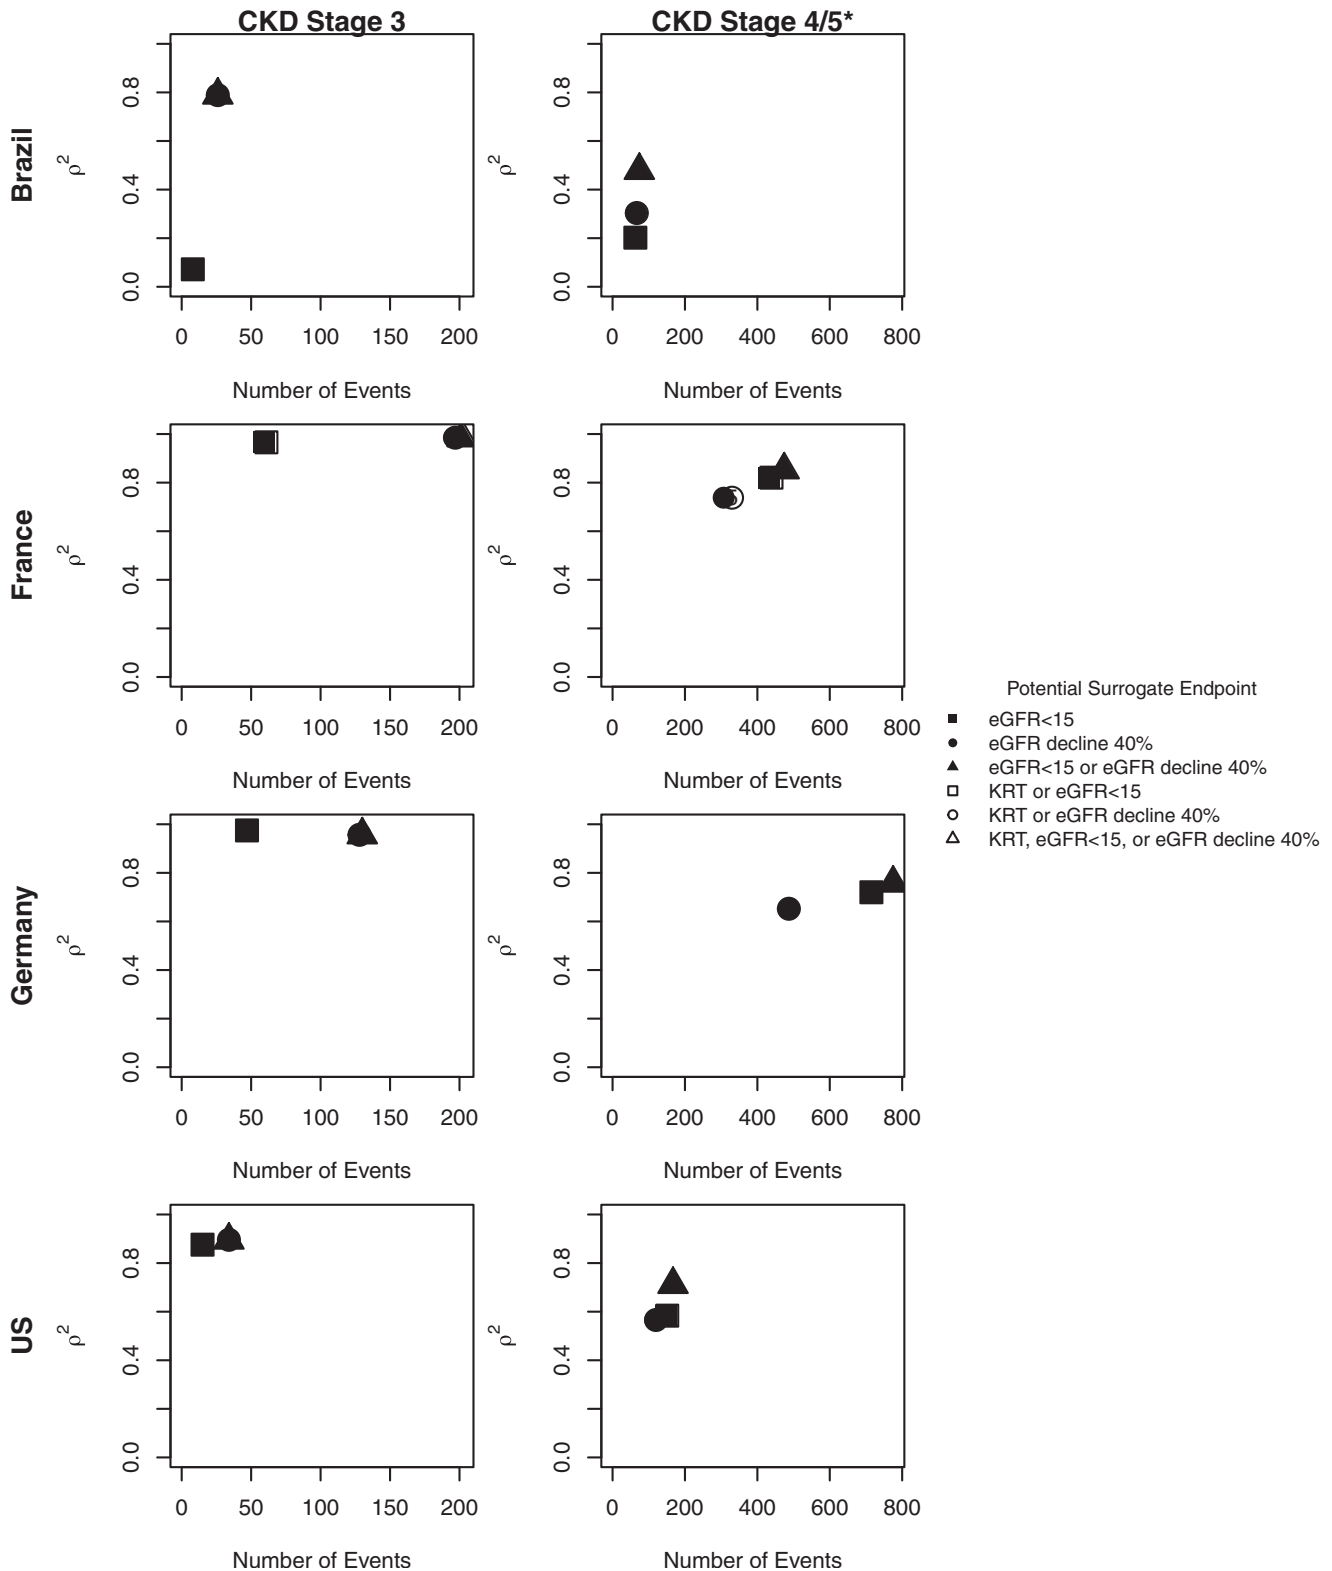 CKD Stage 3 CKD Stage 4/5*
Brazil
ρ2
0.0 0.4 0.8
0 50 100 150 200
Number of Events
ρ2
0.0 0.4 0.8
0 200 400 600 800
Number of Events
France
ρ2
0.0 0.4 0.8
0 50 100 150 200
Number of Events
ρ2
0.0 0.4 0.8
0 200 400 600 800
Number of Events
Potential Surrogate Endpoint
eGFR<15
eGFR decline 40%
eGFR<15 or eGFR decline 40%
KRT or eGFR<15
KRT or eGFR decline 40%
KRT, eGFR<15, or eGFR decline 40%
Germany
ρ2
0.0 0.4 0.8
0 50 100 150 200
Number of Events
ρ2
0.0 0.4 0.8
0 200 400 600 800
Number of Events
US
ρ2
0.0 0.4 0.8
0 50 100 150 200
Number of Events
ρ2
0.0 0.4 0.8
0 200 400 600 800
Number of Events